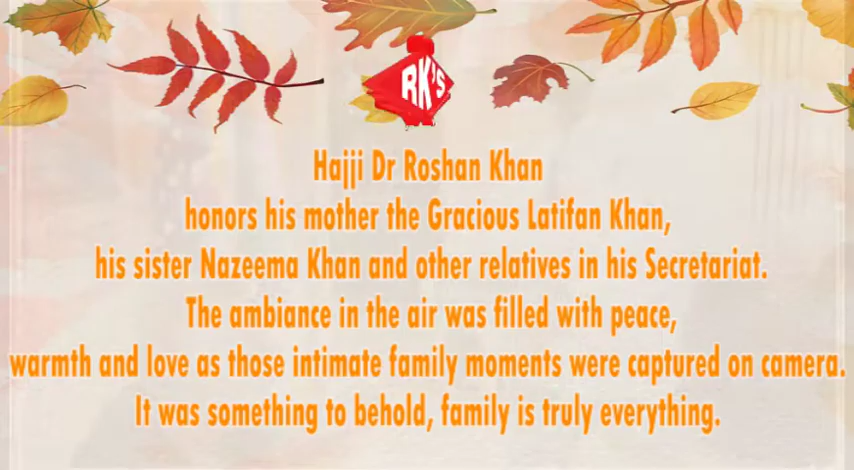 RK'S
Hajji Dr Roshan Khan
honors his mother the Gracious Latifan Khan,
his sister Nazeema Khan and other relatives in his Secretariat.
The ambiance in the air was filled with peace,
warmth and love as those intimate family moments were captured on camera.
It was something to behold, family is truly everything.